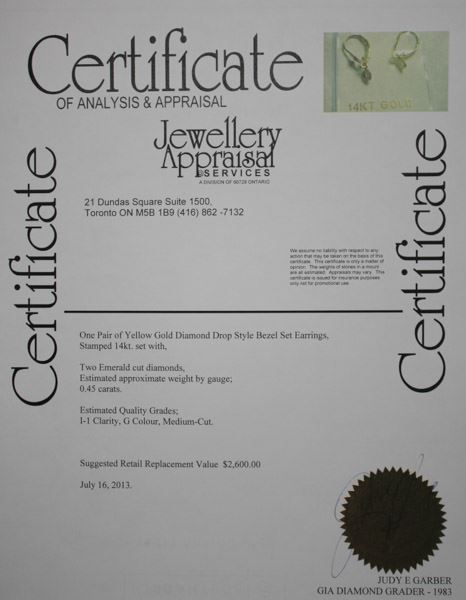 Certificate
OF ANALYSIS & APPRAISAL
14KT GOLD
Jewellery
Appraisal
SERVICES
A DIVISION OF 60728 ONTARIO
21 Dundas Square Suite 1500,
Toronto ON M5B 1B9 (416) 862 -7132
Certificate
Certificate
We assume no liability with respect to any
action that may be taken on the basis of this
certificate. This certificate is only a matter of
opinion. The weights of stones in a mount
are all estimated. Appraisals may vary. This
certificate is issued for insurance purposes
only not for promotional use
One Pair of Yellow Gold Diamond Drop Style Bezel Set Earrings,
Stamped 14kt. set with,
Two Emerald cut diamonds,
Estimated approximate weight by gauge;
0.45 carats.
Estimated Quality Grades;
I-1 Clarity, G Colour, Medium-Cut.
Suggested Retail Replacement Value $2,600.00
July 16, 2013.
JUDY E GARBER
GIA DIAMOND GRADER - 1983